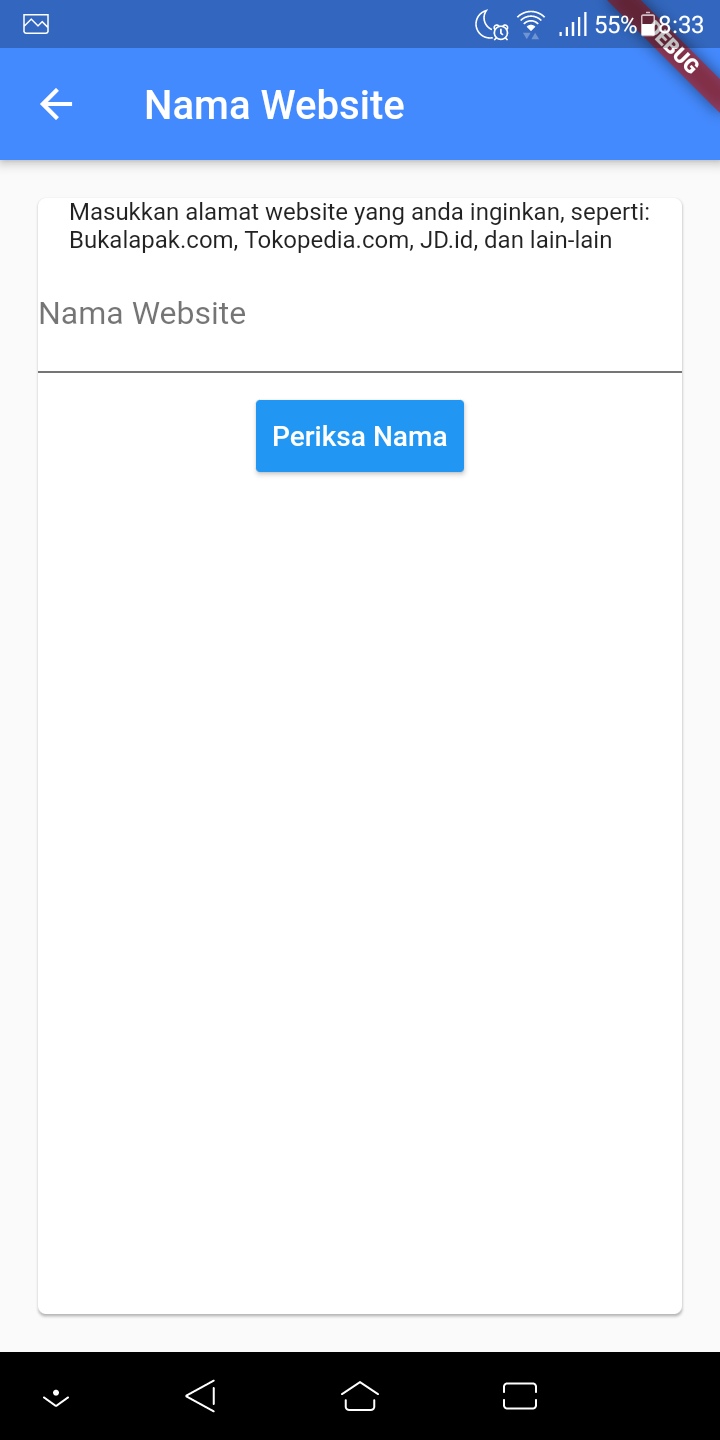 55% 8:33
DEBUG
Nama Website
Masukkan alamat website yang anda inginkan, seperti:
Bukalapak.com, Tokopedia.com, JD.id, dan lain-lain
Nama Website
Periksa Nama